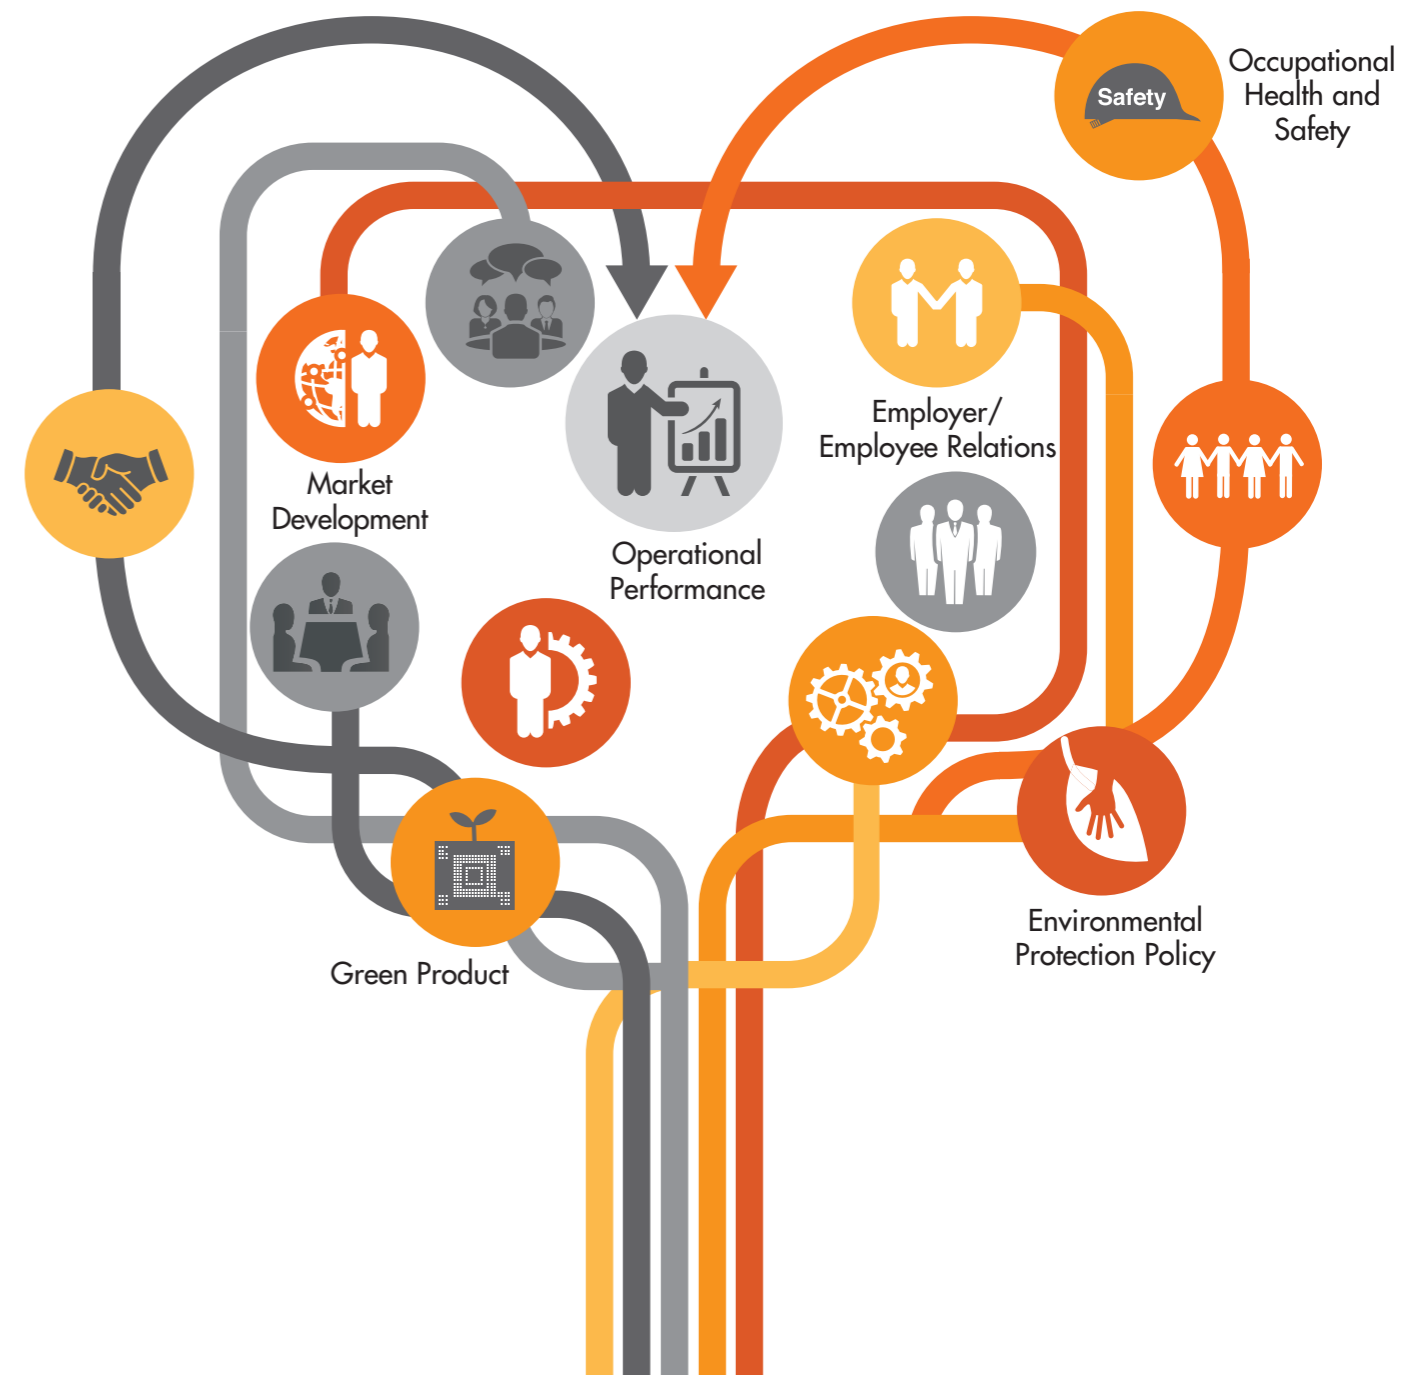 Occupational
Health and
Safety
Safety
Employer/
Employee Relations
Market
Development
Operational
Performance
Environmental
Protection Policy
Green Product